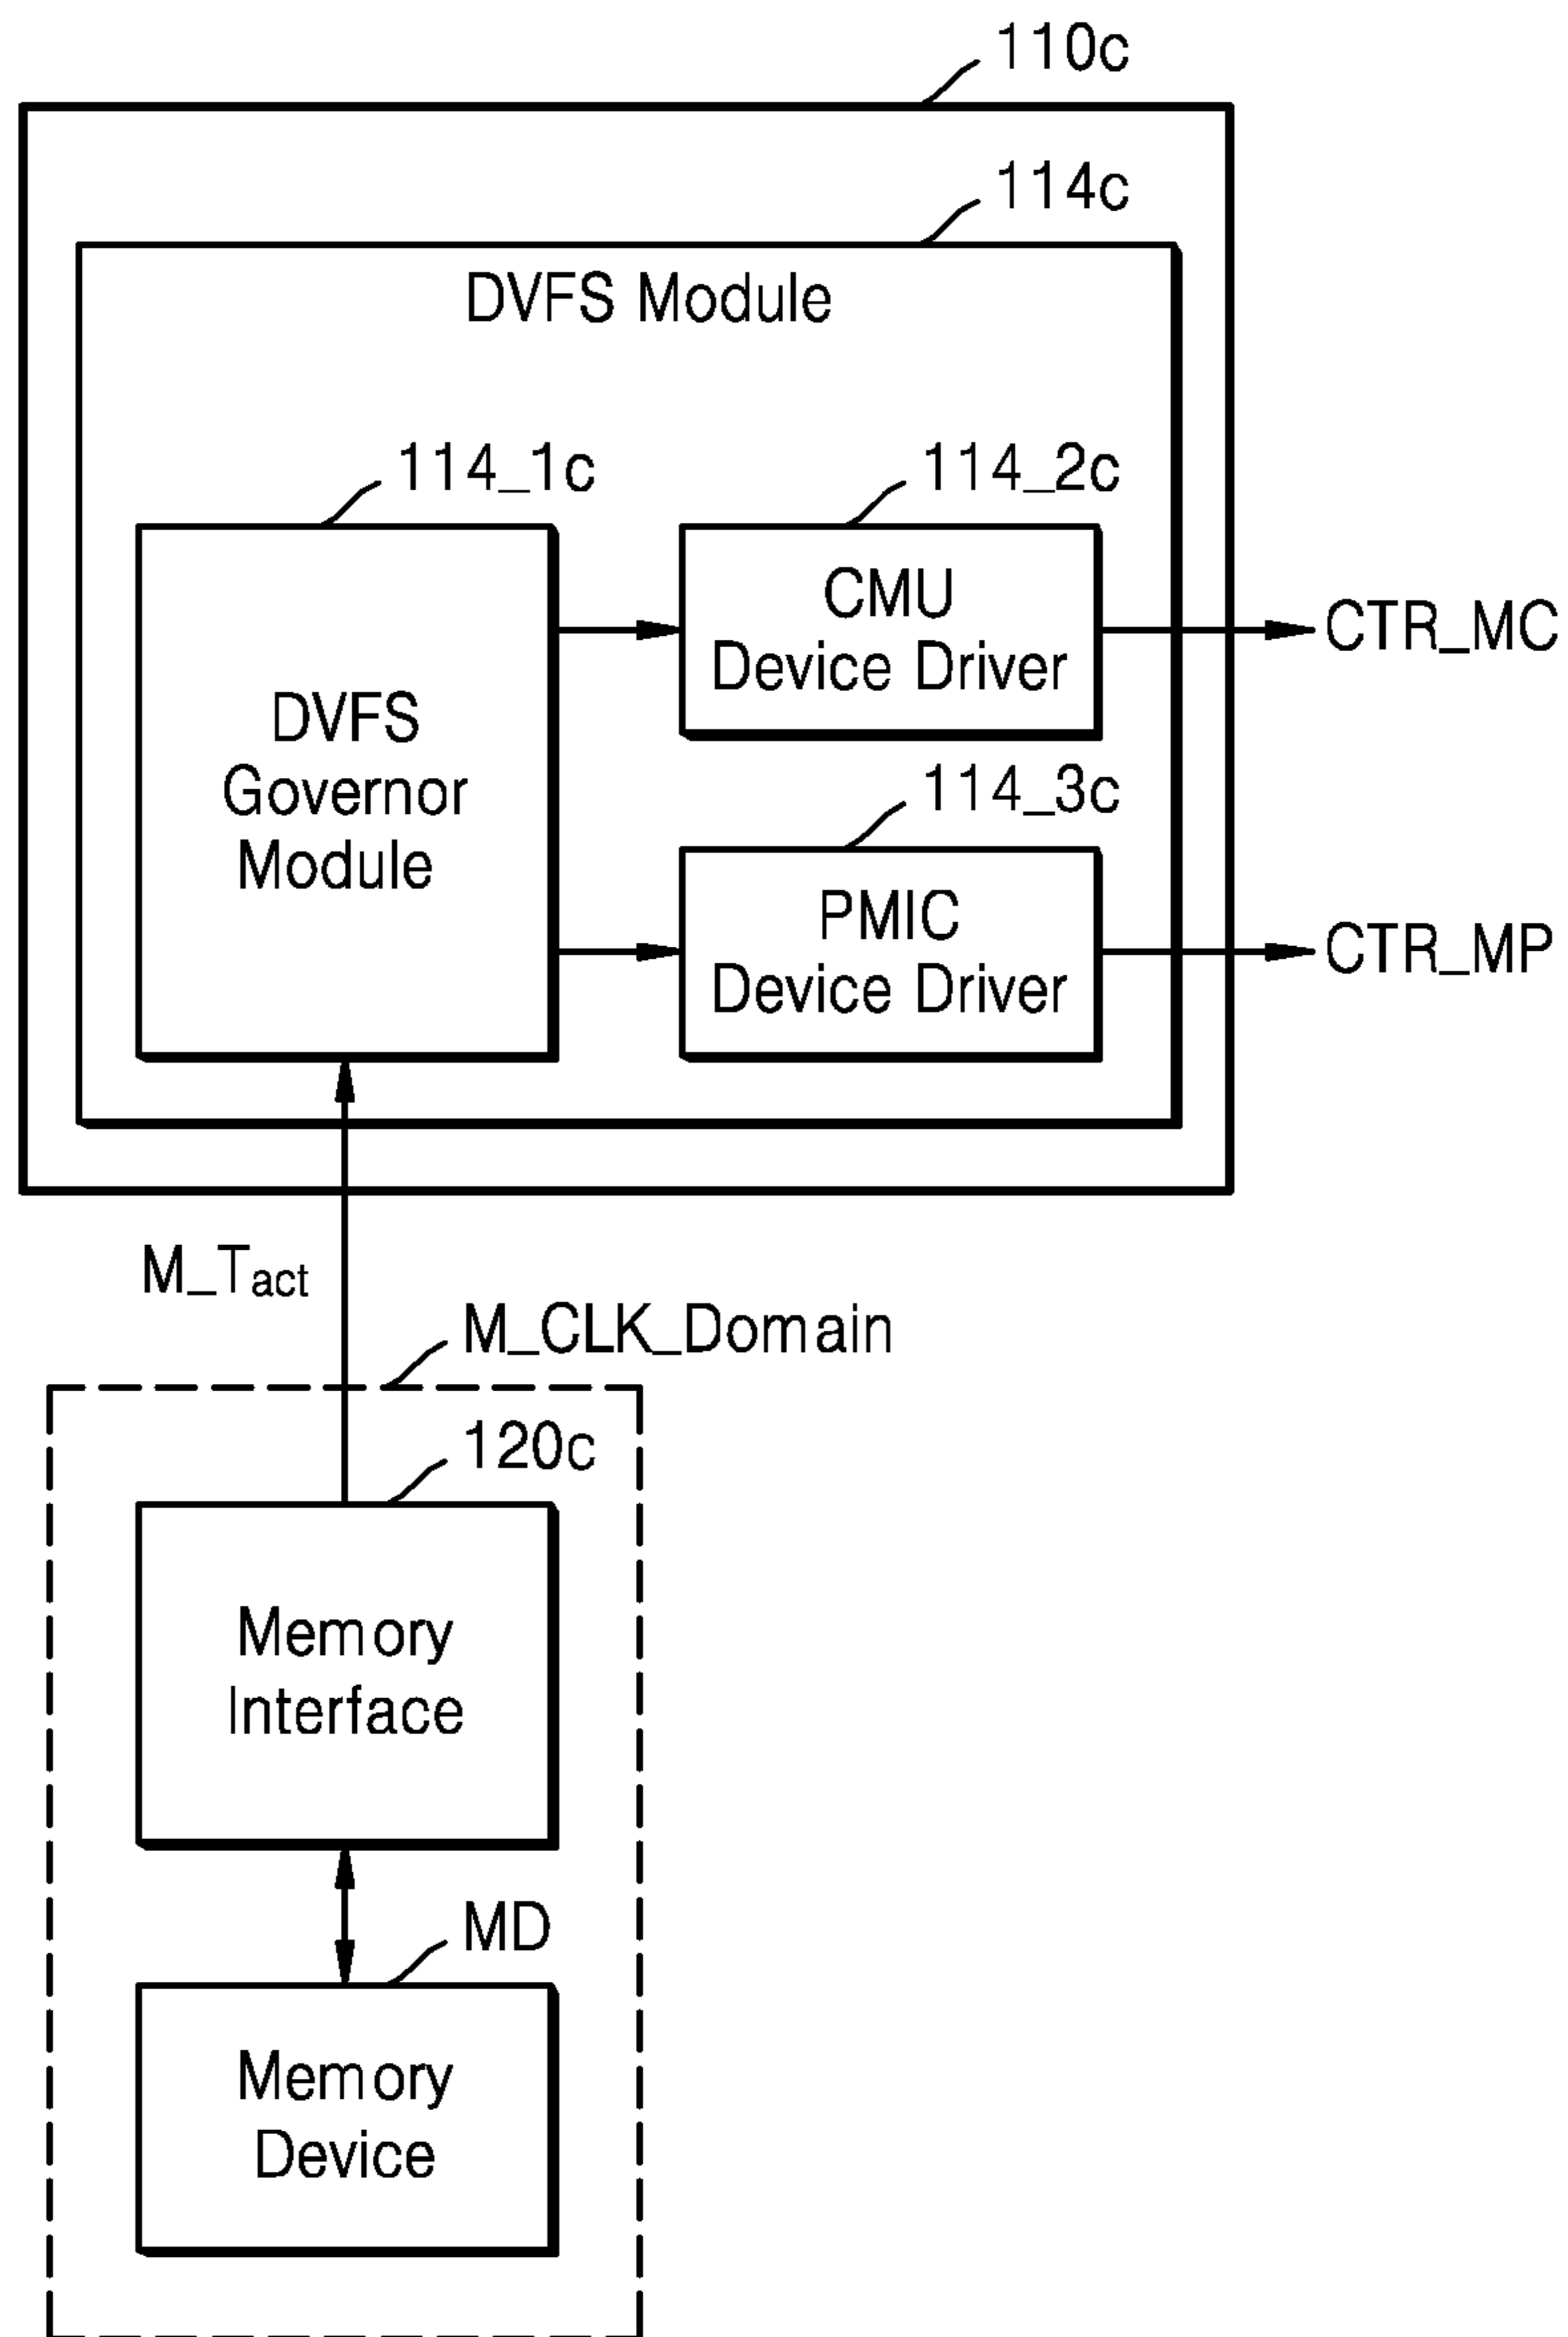 110c
114c
DVFS Module
114_1c
114_2c
DVFS
Governor
Module
CMU
Device Driver
CTR_MC
114_3c
PMIC
Device Driver
CTR_MP
M_Tact
M_CLK_Domain
120c
Memory
Interface
MD
Memory
Device